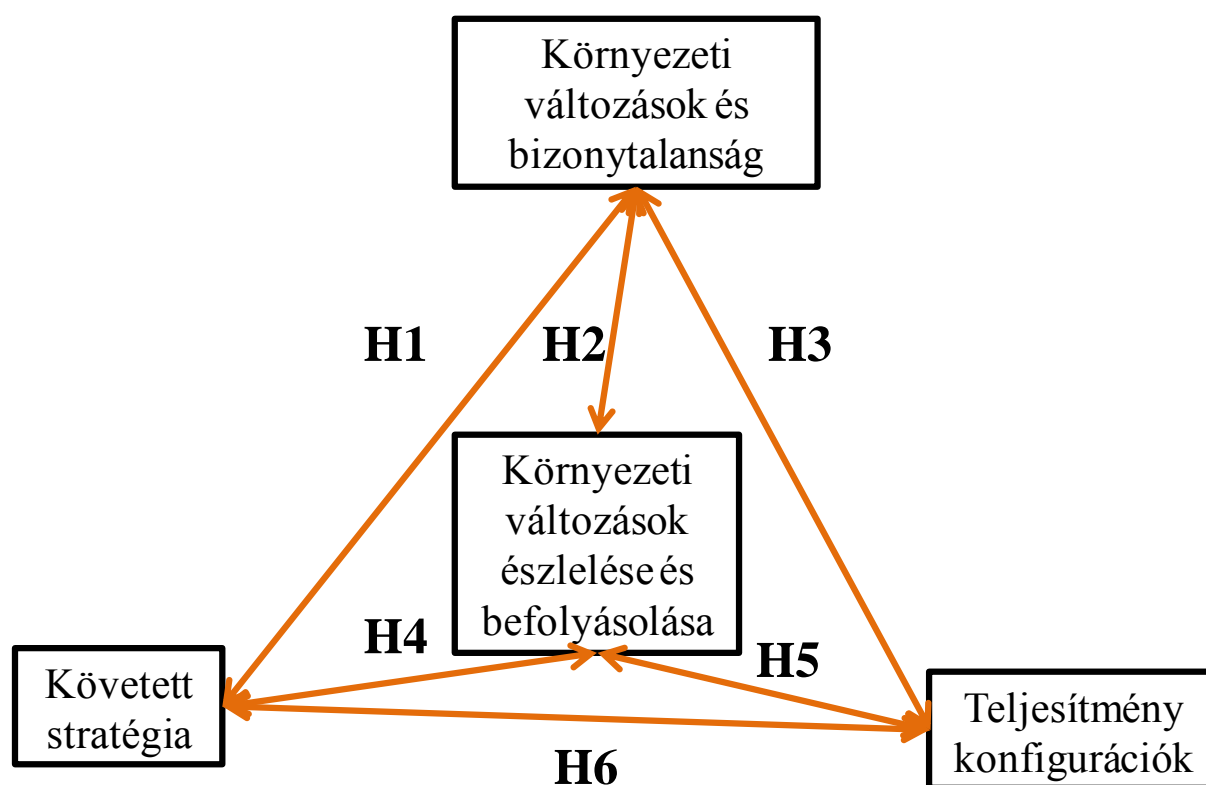 Környezeti
változások és
bizonytalanság
H1
H2
H3
Környezeti
változások
észlelése és
befolyásolása
H4
H5
Követett
stratégia
Teljesítmény
konfigurációk
H6